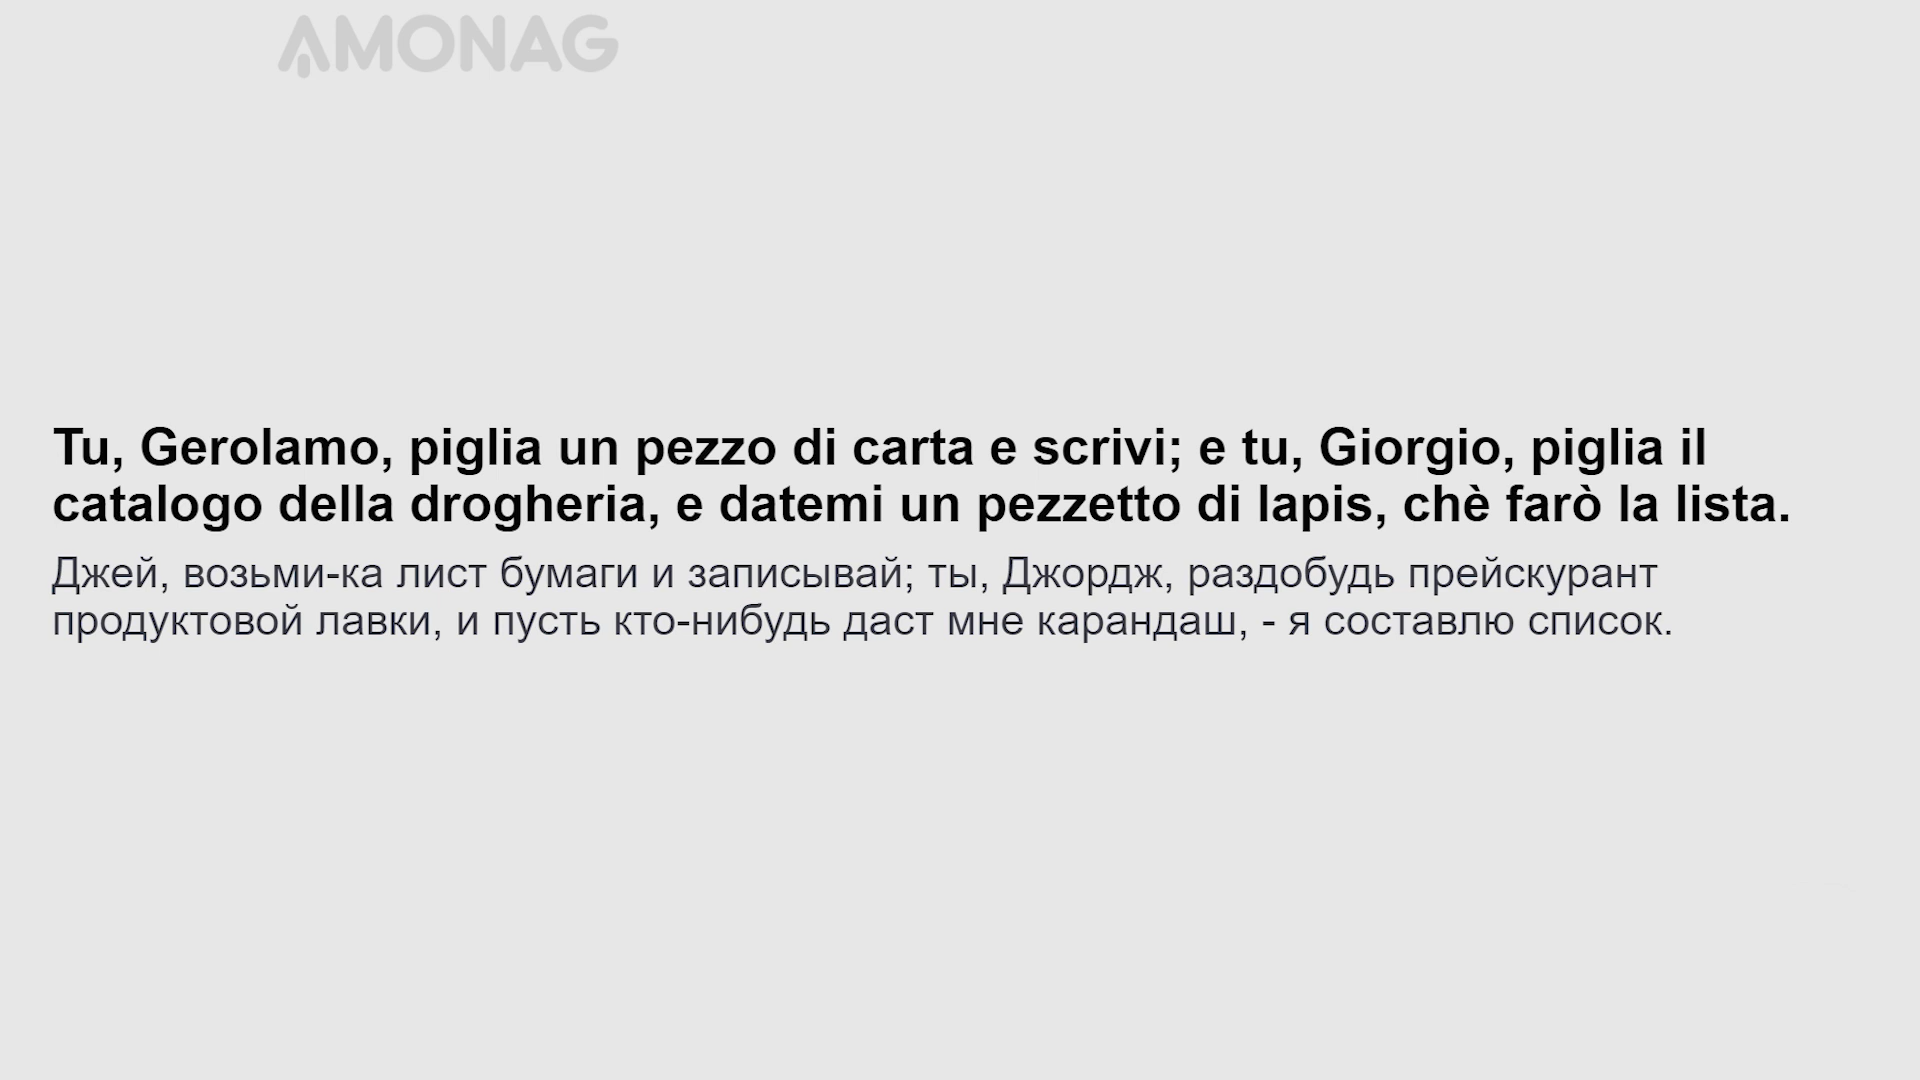 AMONAG
Tu, Gerolamo, piglia un pezzo di carta e scrivi; e tu, Giorgio, piglia il
catalogo della drogheria, e datemi un pezzetto di lapis, chè farò la lista.
Джей, возьми-ка лист бумаги и записывай; ты, Джордж, раздобудь прейскурант
продуктовой лавки, и пусть кто-нибудь даст мне карандаш, - я составлю список.